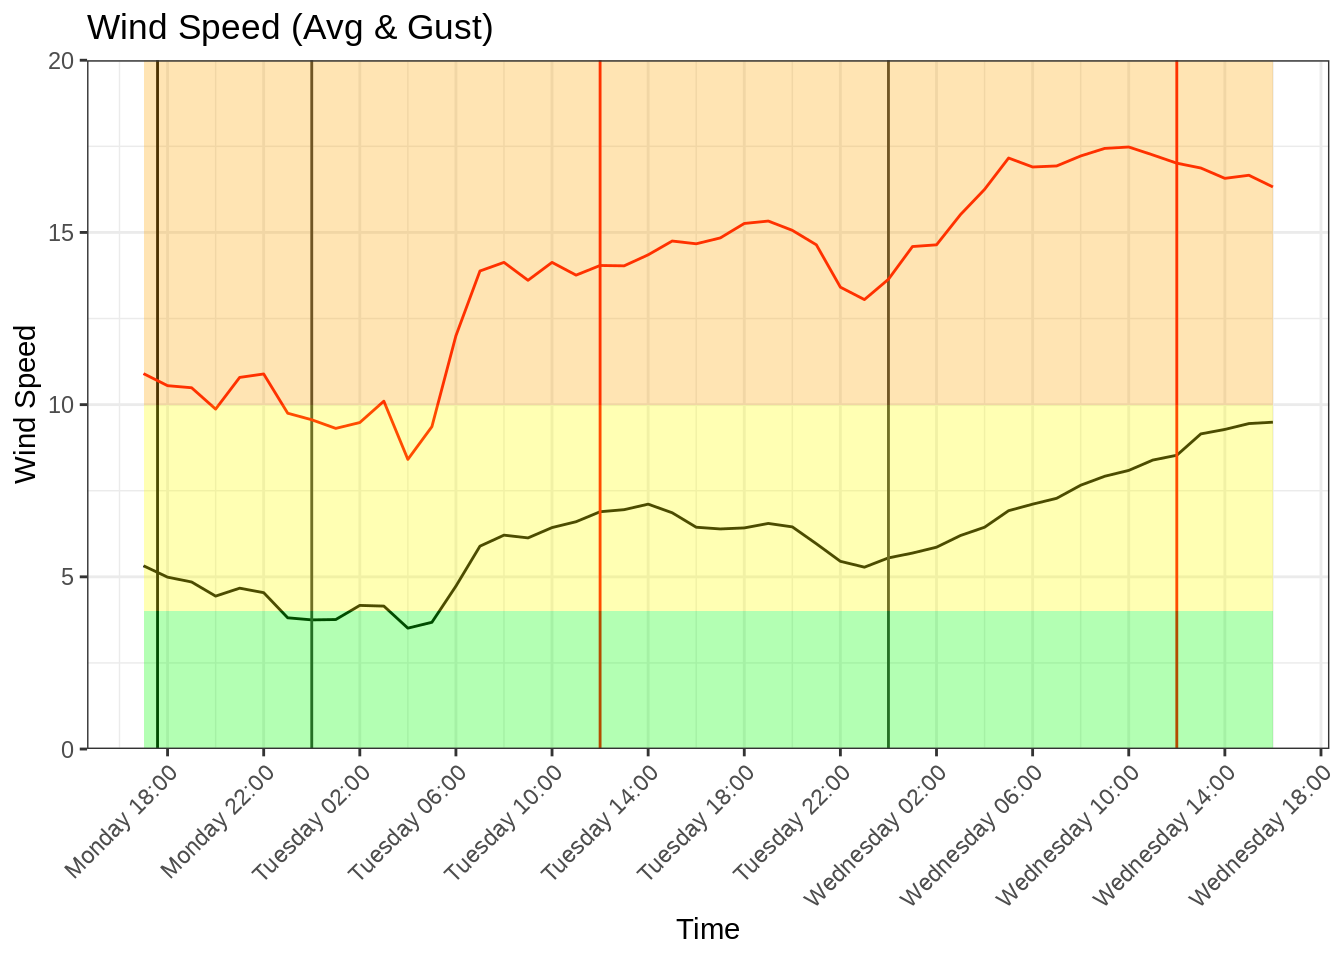 Wind Speed (Avg & Gust)
20
15
10
5
0
Wind Speed
Monday 18:00
Monday 22:00
Tuesday 02:00
Tuesday 06:00
Tuesday 10:00
Tuesday 14:00
Tuesday 18:00
Tuesday 22:00
Wednesday 02:00
Wednesday 06:00
Wednesday 10:00
Wednesday 14:00
Wednesday 18:00
Time